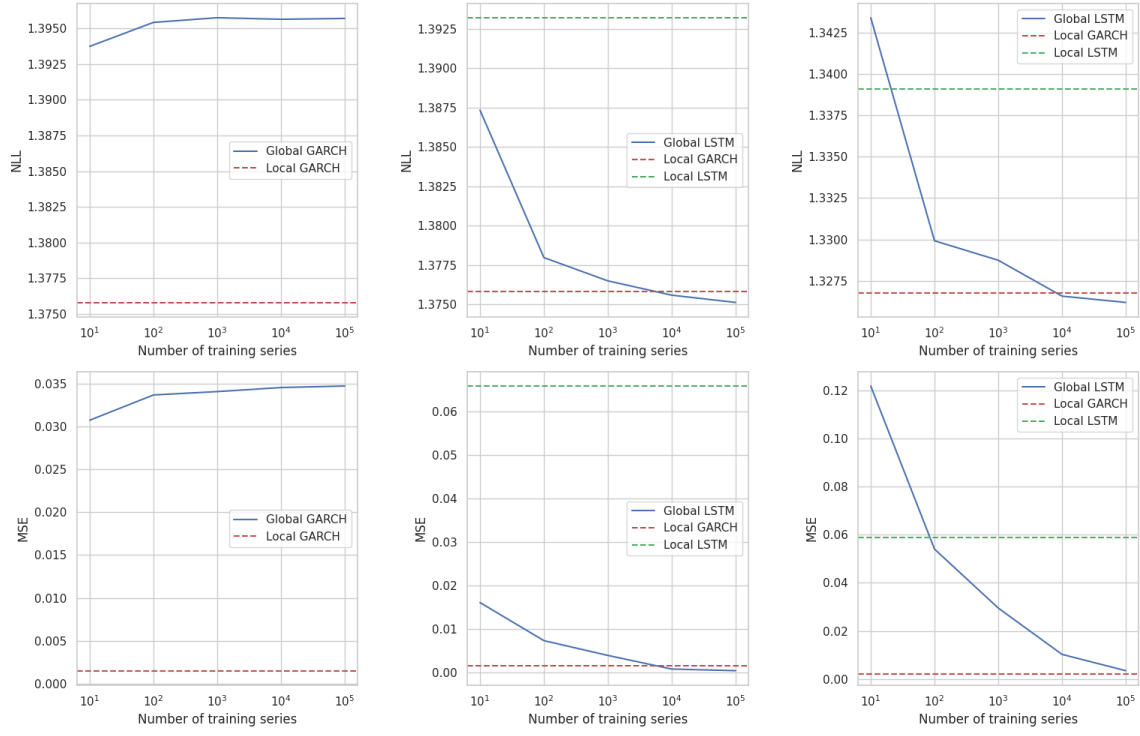 1.3950
1.3925
1.3900
1.3875
1.3850
1.3825
1.3800
1.3775
1.3750
NLL
Global GARCH
Local GARCH
10¹ 10² 10³ 10⁴ 10⁵
Number of training series
1.3925
1.3900
1.3875
1.3850
1.3825
1.3800
1.3775
1.3750
NLL
Global LSTM
Local GARCH
Local LSTM
10¹ 10² 10³ 10⁴ 10⁵
Number of training series
1.3425
1.3400
1.3375
1.3350
1.3325
1.3300
1.3275
NLL
Global LSTM
Local GARCH
Local LSTM
10¹ 10² 10³ 10⁴ 10⁵
Number of training series
0.035
0.030
0.025
0.020
0.015
0.010
0.005
0.000
MSE
Global GARCH
Local GARCH
10¹ 10² 10³ 10⁴ 10⁵
Number of training series
0.06
0.05
0.04
0.03
0.02
0.01
0.00
MSE
Global LSTM
Local GARCH
Local LSTM
10¹ 10² 10³ 10⁴ 10⁵
Number of training series
0.12
0.10
0.08
0.06
0.04
0.02
0.00
MSE
Global LSTM
Local GARCH
Local LSTM
10¹ 10² 10³ 10⁴ 10⁵
Number of training series